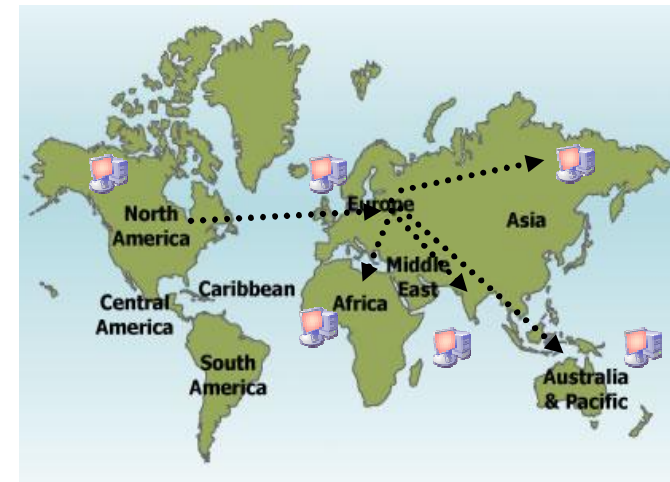 North
America
Europe
Asia
Middle
East
Caribbean
Central
America
Africa
South
America
Australia
& Pacific